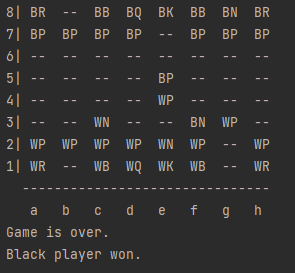 8| BR -- BB BQ BK BB BN BR
7| BP BP BP BP -- BP BP BP
6| -- -- -- -- -- -- -- --
5| -- -- -- -- BP -- -- --
4| -- -- -- -- WP -- -- --
3| -- -- WN -- -- BN WP --
2| WP WP WP WP WN WP -- WP
1| WR -- WB WQ WK WB -- WR
-------------------------------
a b c d e f g h
Game is over.
Black player won.